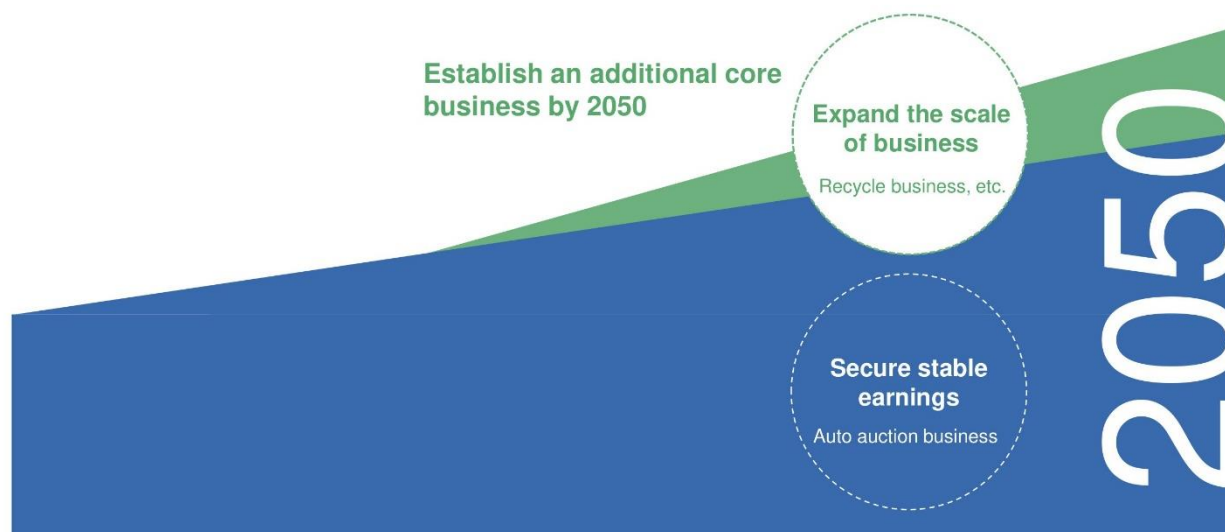 Establish an additional core
business by 2050
Expand the scale
of business
Recycle business, etc.
Secure stable
earnings
Auto auction business
2050